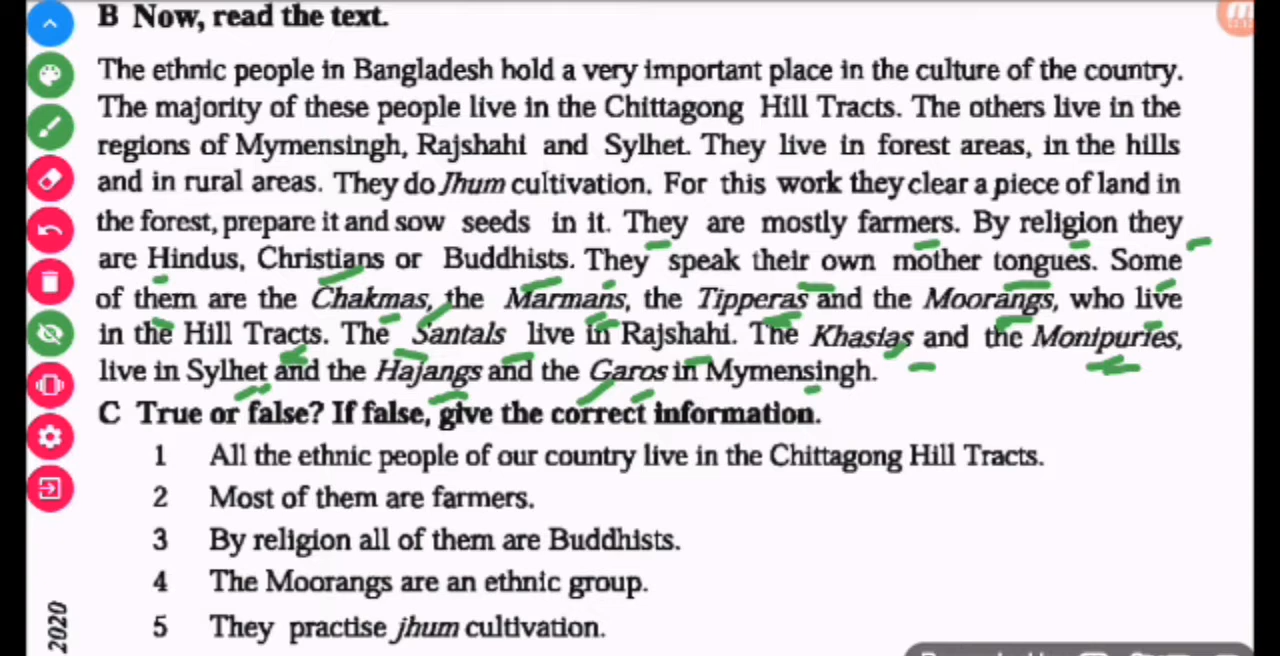 B Now, read the text.
The ethnic people in Bangladesh hold a very important place in the culture of the country.
The majority of these people live in the Chittagong Hill Tracts. The others live in the
regions of Mymensingh, Rajshahi and Sylhet. They live in forest areas, in the hills
and in rural areas. They do Jhum cultivation. For this work they clear a piece of land in
the forest, prepare it and sow seeds in it. They are mostly farmers. By religion they
are Hindus, Christians or Buddhists. They speak their own mother tongues. Some
of them are the Chakmas, the Marmans, the Tipperas and the Moorangs, who live
in the Hill Tracts. The Santals live in Rajshahi. The Khasias and the Monipuries,
live in Sylhet and the Hajangs and the Garos in Mymensingh.
C True or false? If false, give the correct information.
1 All the ethnic people of our country live in the Chittagong Hill Tracts.
2 Most of them are farmers.
3 By religion all of them are Buddhists.
4 The Moorangs are an ethnic group.
5 They practise jhum cultivation.
2020